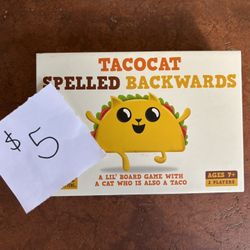 TACOCAT
SPELLED BACKWARDS
$5
A LIL' BOARD GAME WITH
A CAT WHO IS ALSO A TACO
AGES 7+
2 PLAYERS